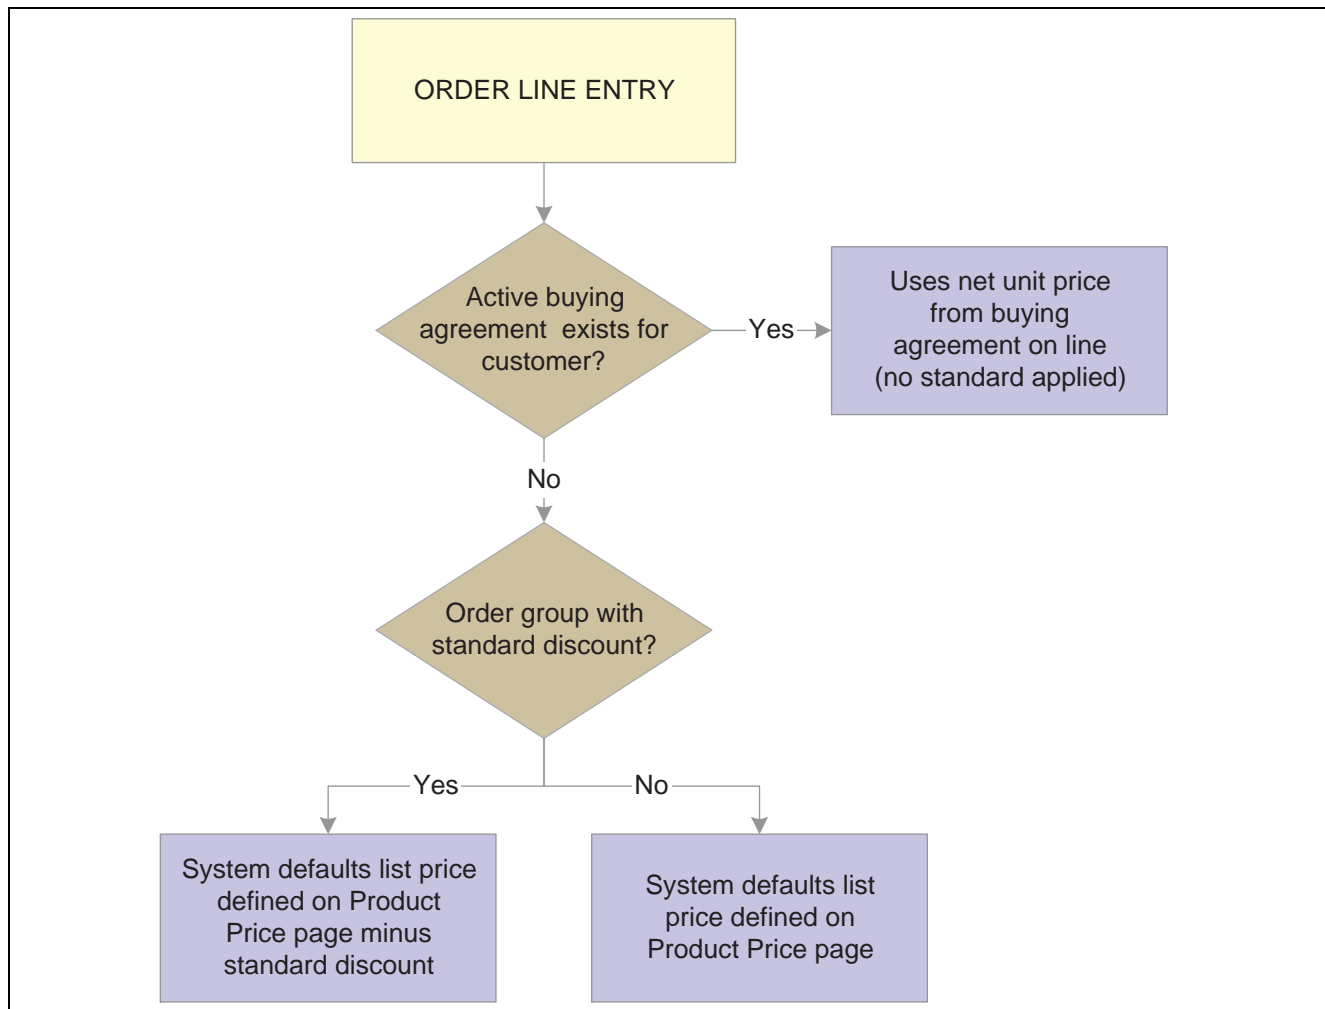 ORDER LINE ENTRY
Active buying
agreement  exists for
customer?
Yes
Uses net unit price
from buying
agreement on line
(no standard applied)
No
Order group with
standard discount?
Yes
No
System defaults list price
defined on Product
Price page minus
standard discount
System defaults list
price defined on
Product Price page